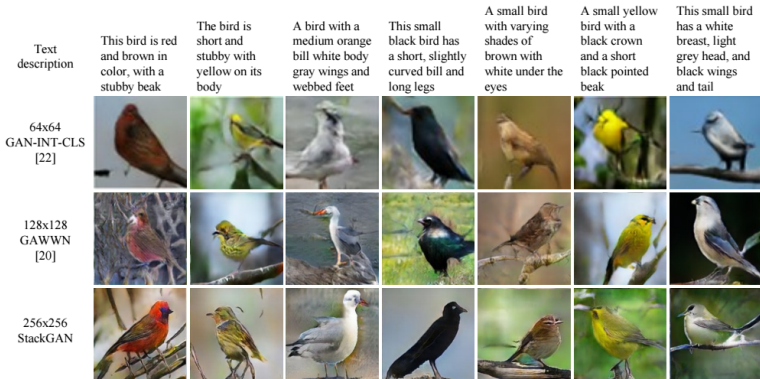 Text
description
This bird is red
and brown in
color, with a
stubby beak
The bird is
short and
stubby with
yellow on its
body
A bird with a
medium orange
bill white body
gray wings and
webbed feet
This small
black bird has
a short, slightly
curved bill and
long legs
A small bird
with varying
shades of
brown with
white under the
eyes
A small yellow
bird with a
black crown
and a short
black pointed
beak
This small bird
has a white
breast, light
grey head, and
black wings
and tail
64x64
GAN-INT-CLS
[22]
128x128
GAWWN
[20]
256x256
StackGAN